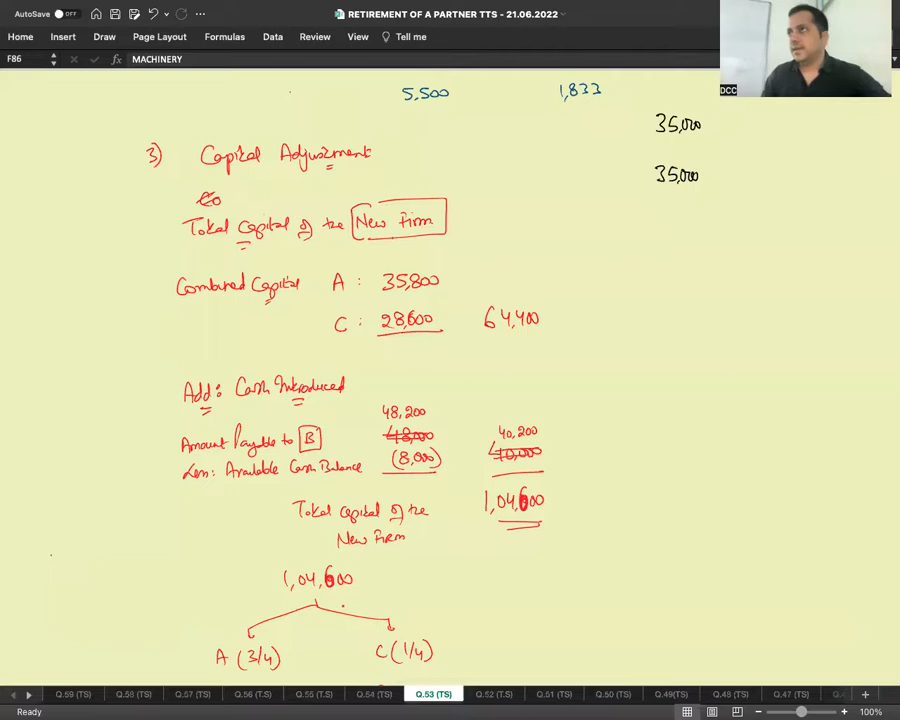 AutoSave OFF RETIREMENT OF A PARTNER TTS - 21.06.2022
Home Insert Draw Page Layout Formulas Data Review View Tell me
F86 fx MACHINERY
DCC
5,500 1,833
35,000
3) Capital Adjustment
35,000
Total Capital of the New Firm
Combined Capital A : 35,800
C : 28,600 64,400
Add: Cash Introduced
48,200
40,200
Amount Payable to B 48,000
40,000
Less: Available Cash Balance (8,000)
Total Capital of the 1,04,600
New Firm
1,04,600
A (3/4) C (1/4)
Q.59 (TS) Q.58 (TS) Q.57 (TS) Q.56 (T.S) Q.55 (T.S) Q.54 (TS) Q.53 (TS) Q.52 (T.S) Q.51 (TS) Q.50 (TS) Q.49(TS) Q.48 (TS) Q.47 (TS)
Ready 100%